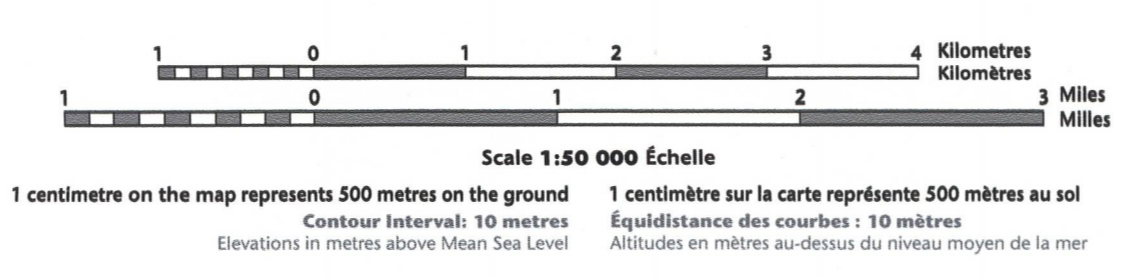 1 0 1 2 3 4 Kilometres
Kilomètres
1 0 1 2 3 Miles
Milles
Scale 1:50 000 Échelle
1 centimetre on the map represents 500 metres on the ground
Contour Interval: 10 metres
Elevations in metres above Mean Sea Level
1 centimètre sur la carte représente 500 mètres au sol
Équidistance des courbes : 10 mètres
Altitudes en mètres au-dessus du niveau moyen de la mer